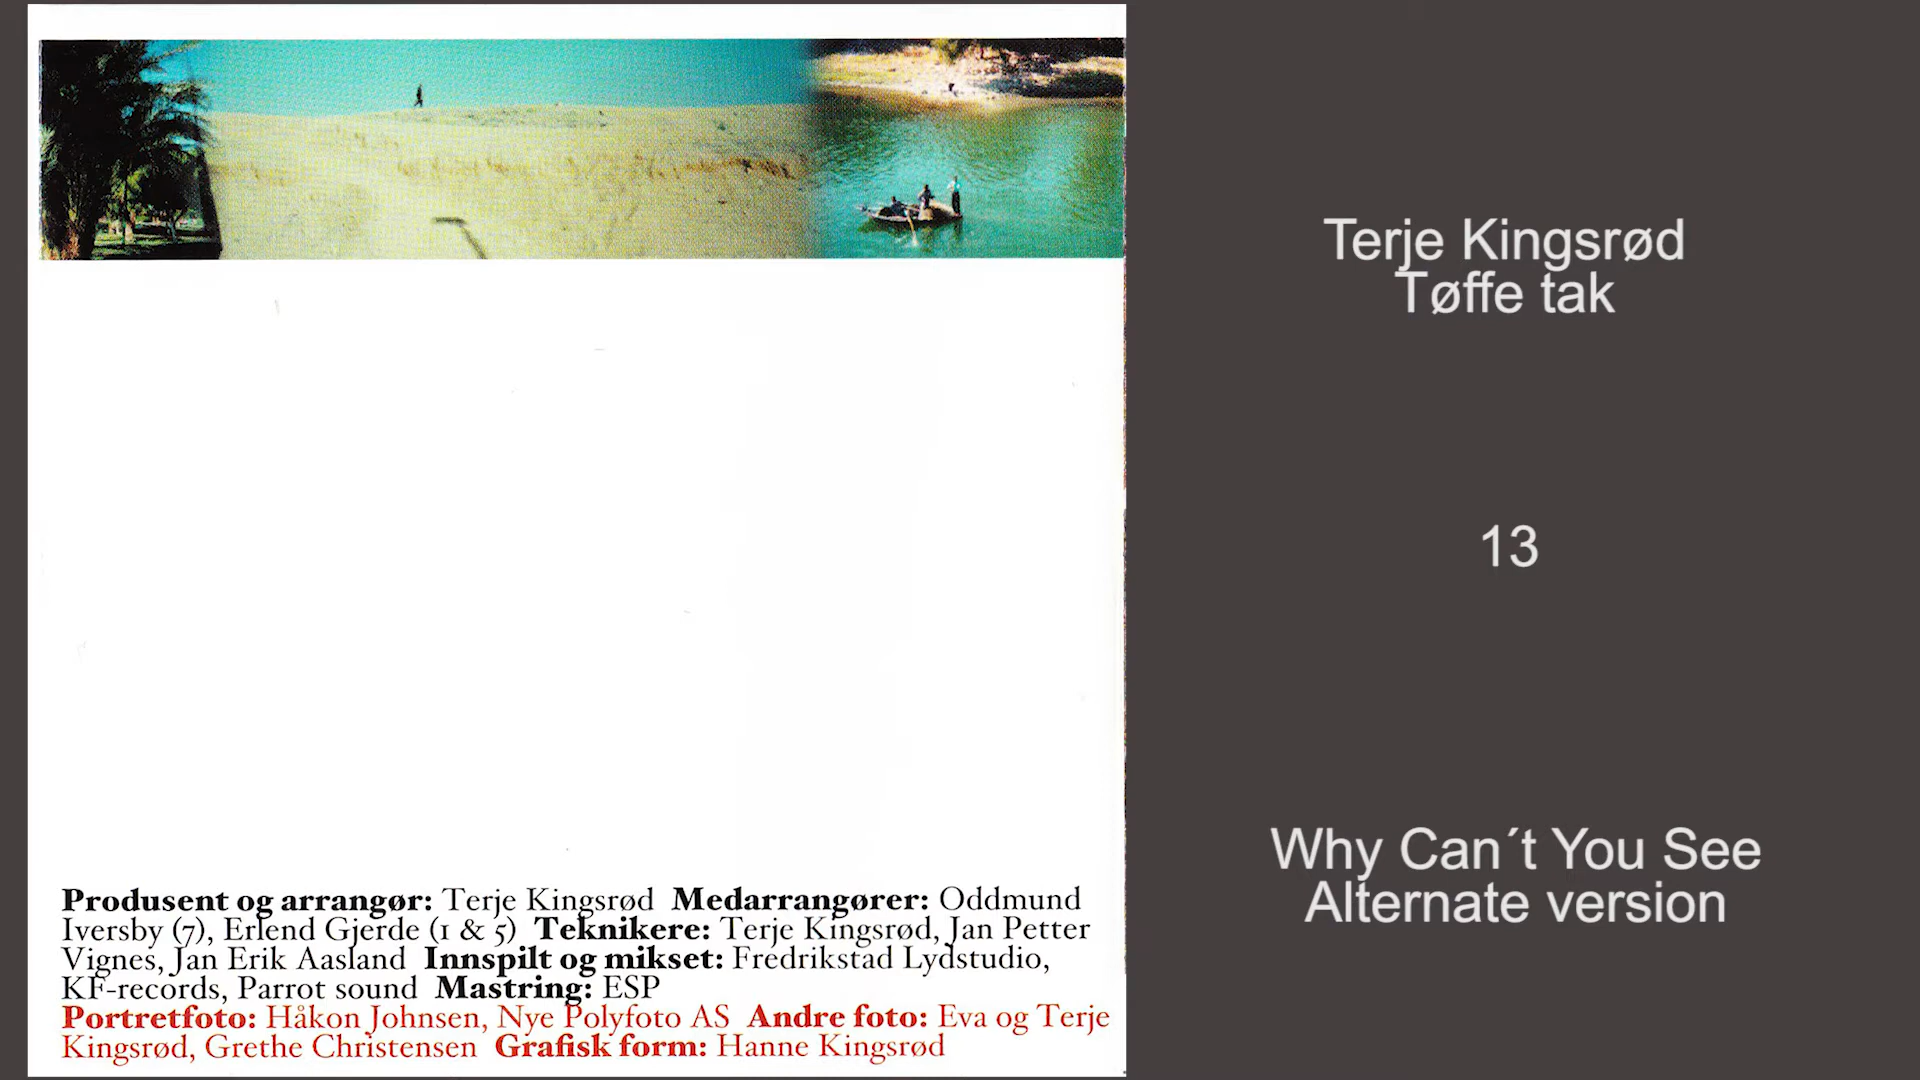 Produsent og arrangør: Terje Kingsrød Medarrangører: Oddmund
Iversby (7), Erlend Gjerde (1 & 5) Teknikere: Terje Kingsrød, Jan Petter
Vignes, Jan Erik Aasland Innspilt og mikset: Fredrikstad Lydstudio,
KF-records, Parrot sound Mastring: ESP
Portretfoto: Håkon Johnsen, Nye Polyfoto AS Andre foto: Eva og Terje
Kingsrød, Grethe Christensen Grafisk form: Hanne Kingsrød
Terje Kingsrød
Tøffe tak
13
Why Can´t You See
Alternate version